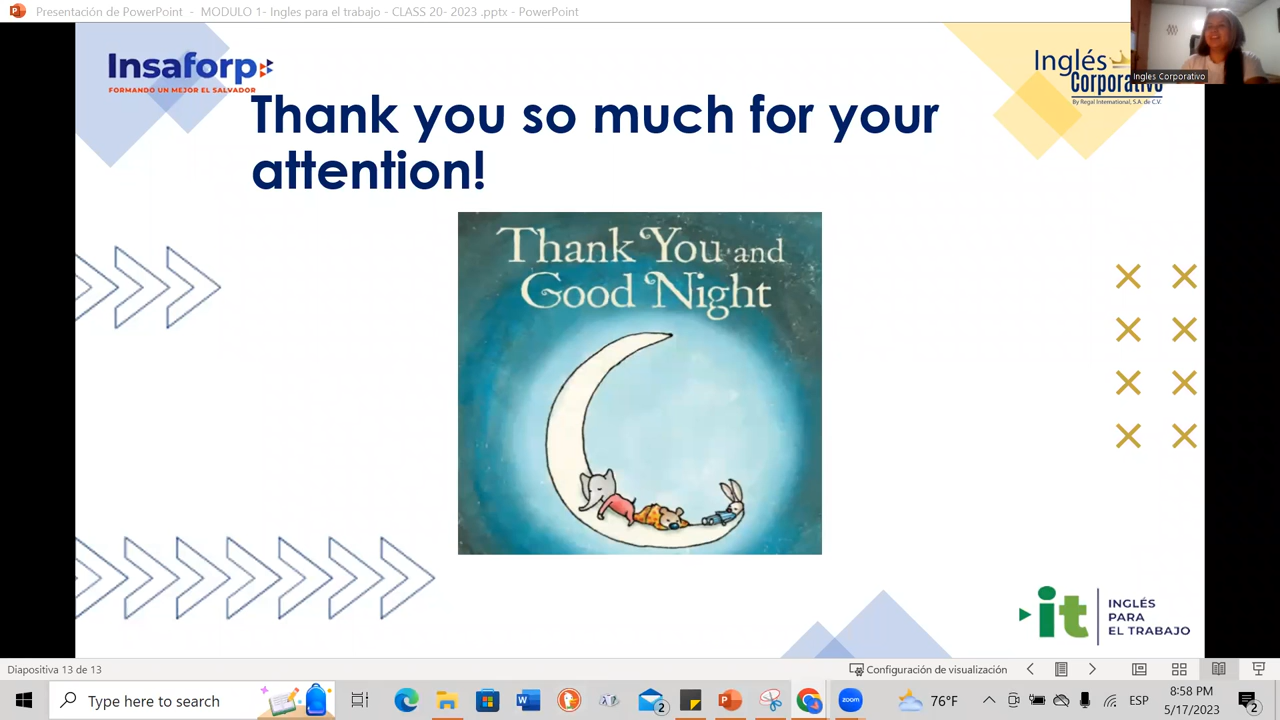 Presentación de PowerPoint - MODULO 1- Ingles para el trabajo - CLASS 20- 2023 .pptx - PowerPoint
Insaforp
FORMANDO UN MEJOR EL SALVADOR
Inglés
Corporativo
By Regal International, S.A. de C.V.
Ingles Corporativo
Thank you so much for your
attention!
Thank You and
Good Night
it
INGLÉS
PARA
EL TRABAJO
Diapositiva 13 de 13
Configuración de visualización
Type here to search
W
2
P
zoom
76°F
ESP
8:58 PM
5/17/2023
2